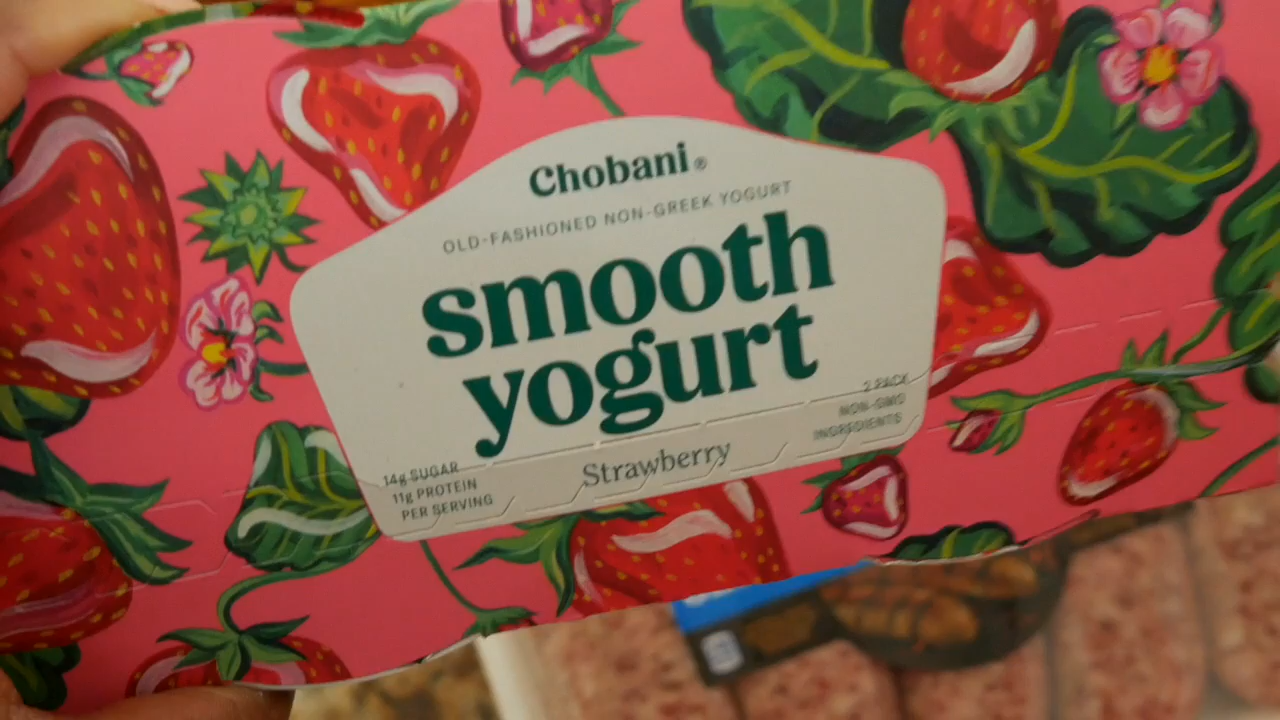 Chobani®
OLD-FASHIONED NON-GREEK YOGURT
smooth
yogurt
Strawberry
14g SUGAR
11g PROTEIN
PER SERVING
2 PACK
NON-GMO
INGREDIENTS